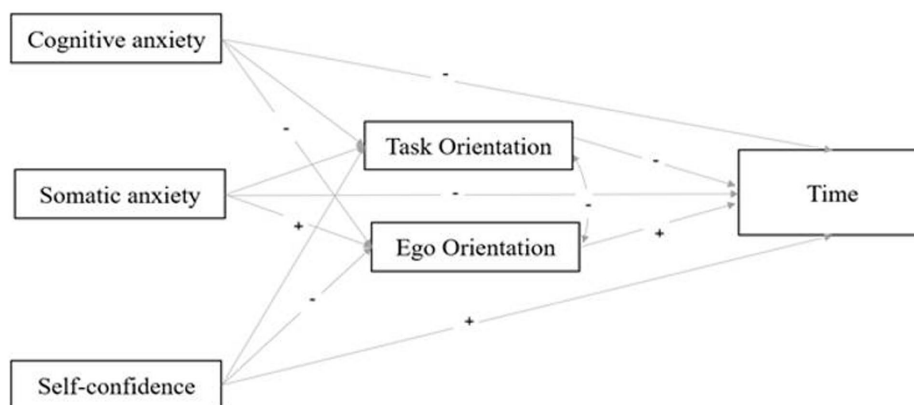 Cognitive anxiety
-
-
Task Orientation
-
Somatic anxiety
-
Time
-
+
+
Ego Orientation
-
+
Self-confidence